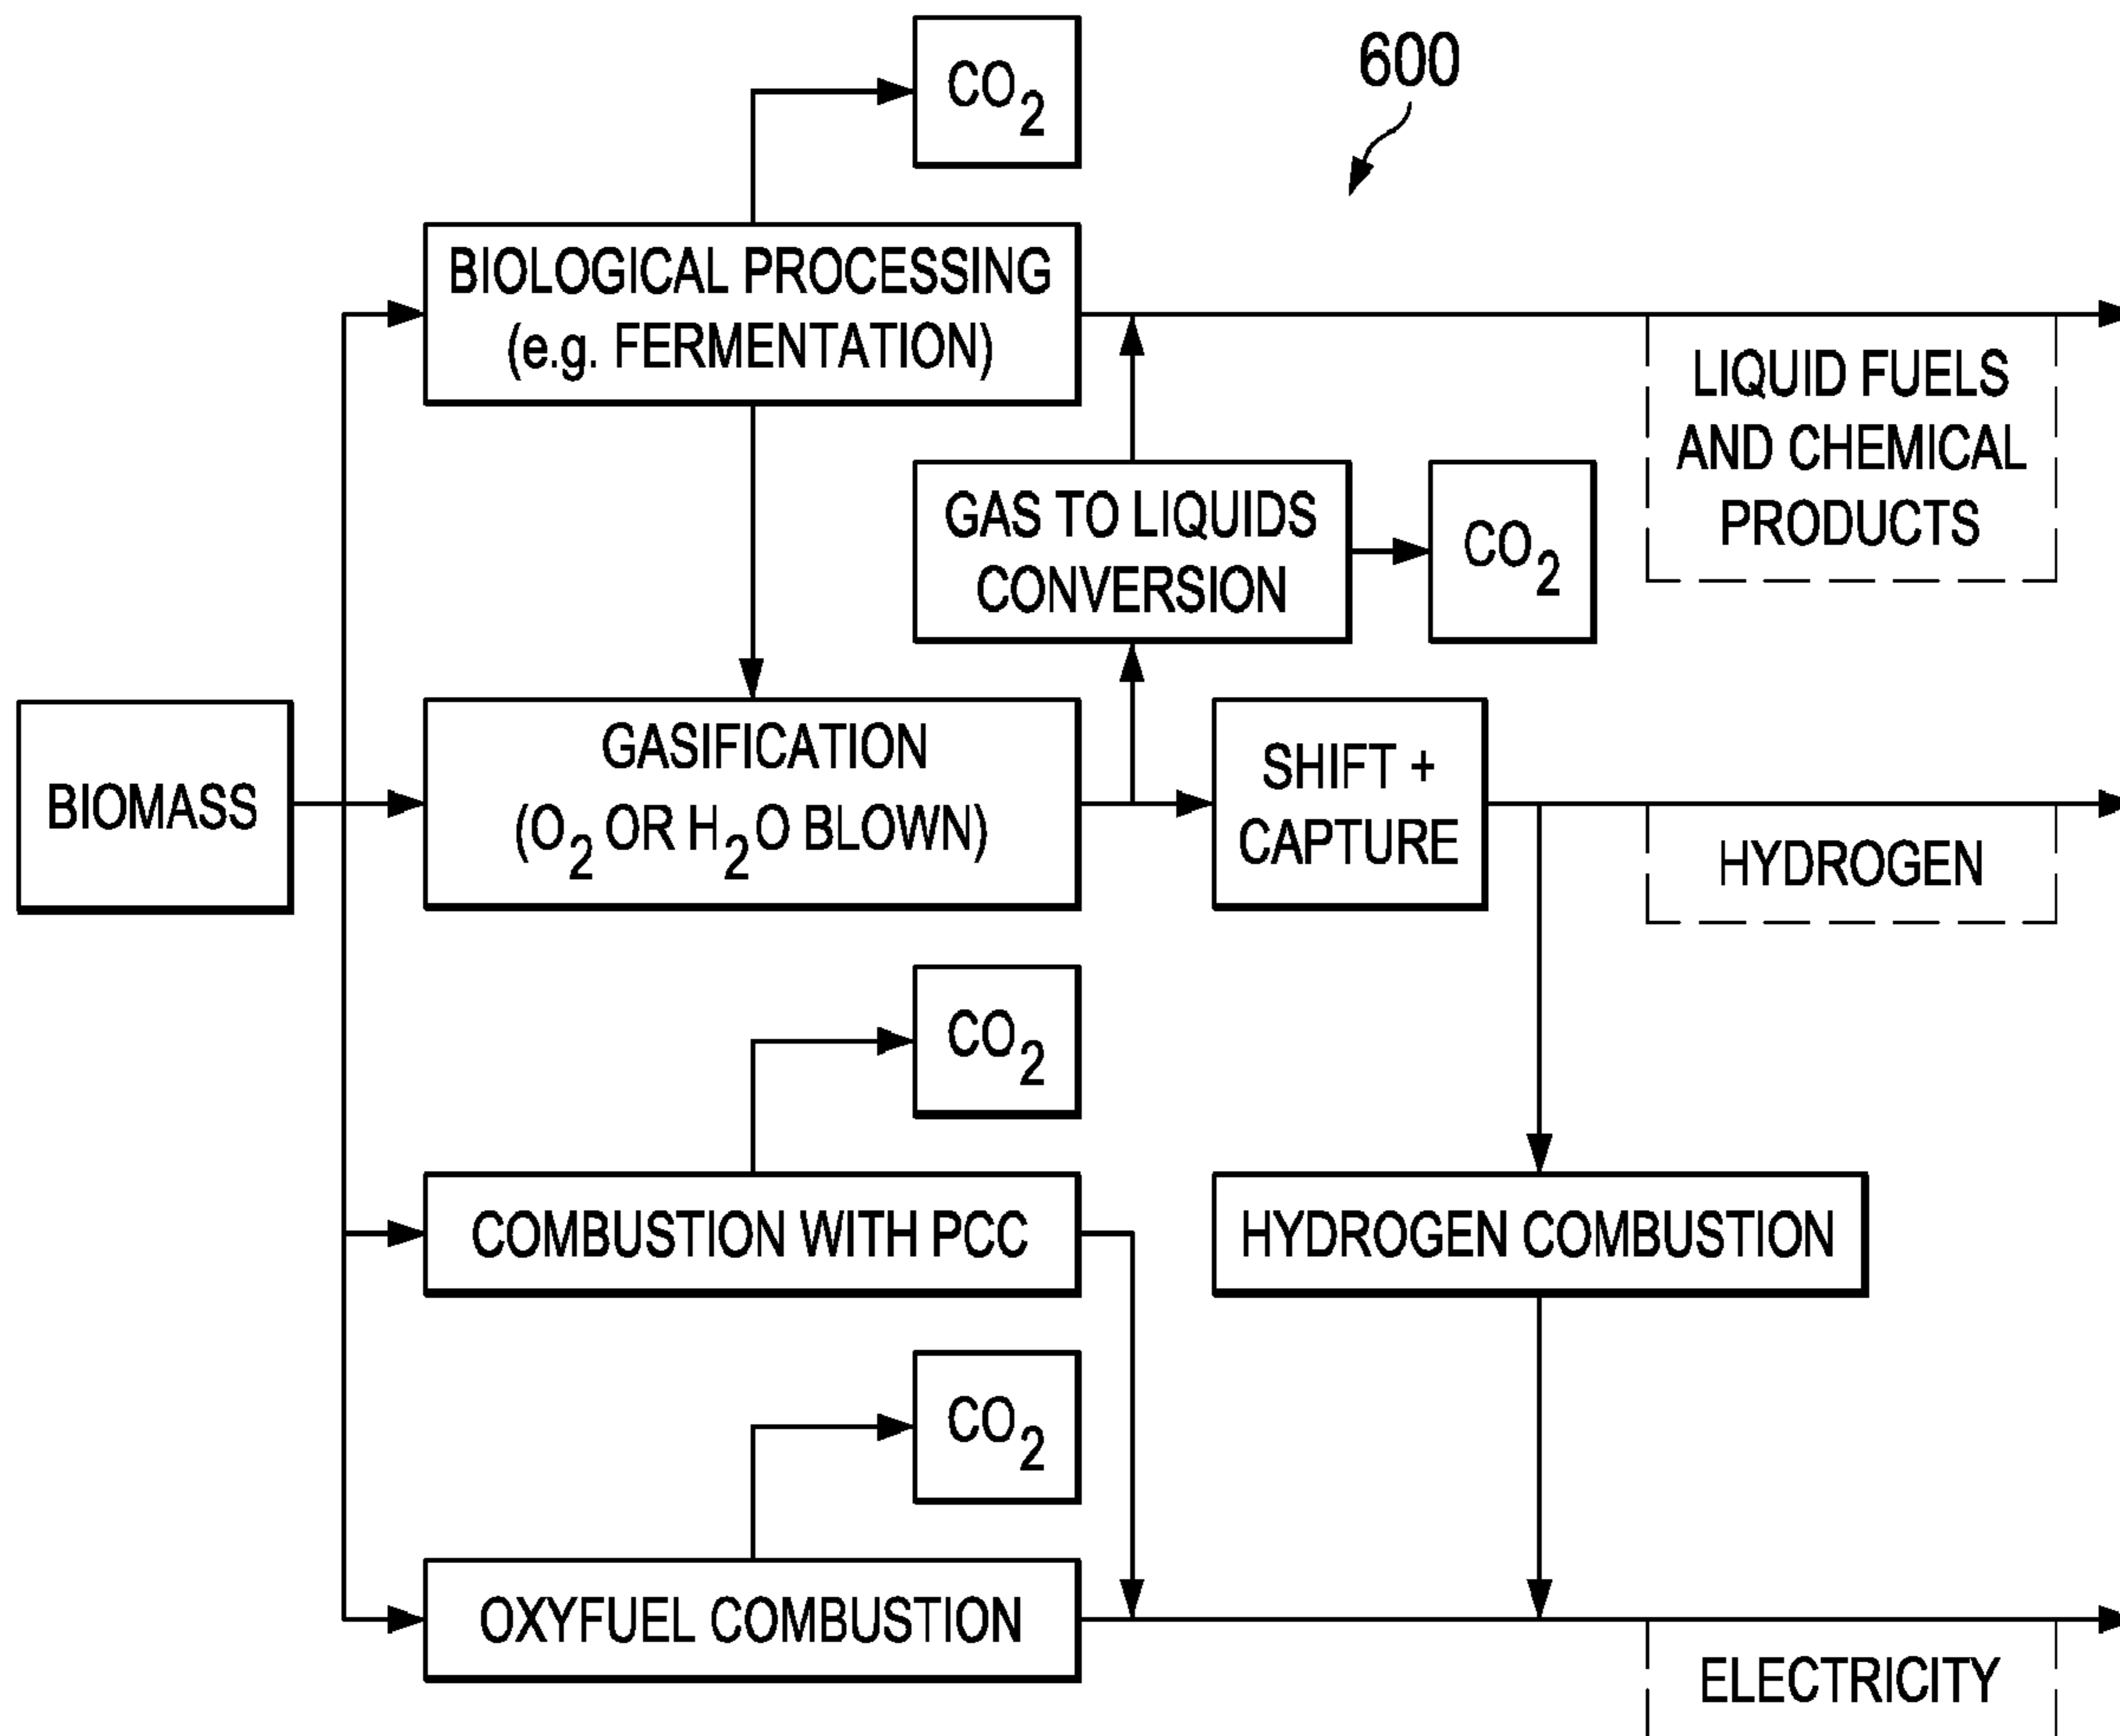 CO2
600
BIOLOGICAL PROCESSING
(e.g. FERMENTATION)
LIQUID FUELS
AND CHEMICAL
PRODUCTS
GAS TO LIQUIDS
CONVERSION
CO2
BIOMASS
GASIFICATION
(O2 OR H2O BLOWN)
SHIFT +
CAPTURE
HYDROGEN
CO2
COMBUSTION WITH PCC
HYDROGEN COMBUSTION
CO2
OXYFUEL COMBUSTION
ELECTRICITY